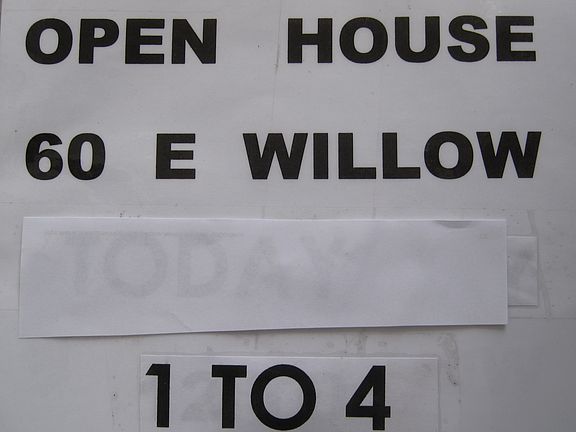 OPEN HOUSE
60 E WILLOW
TODAY
1 TO 4